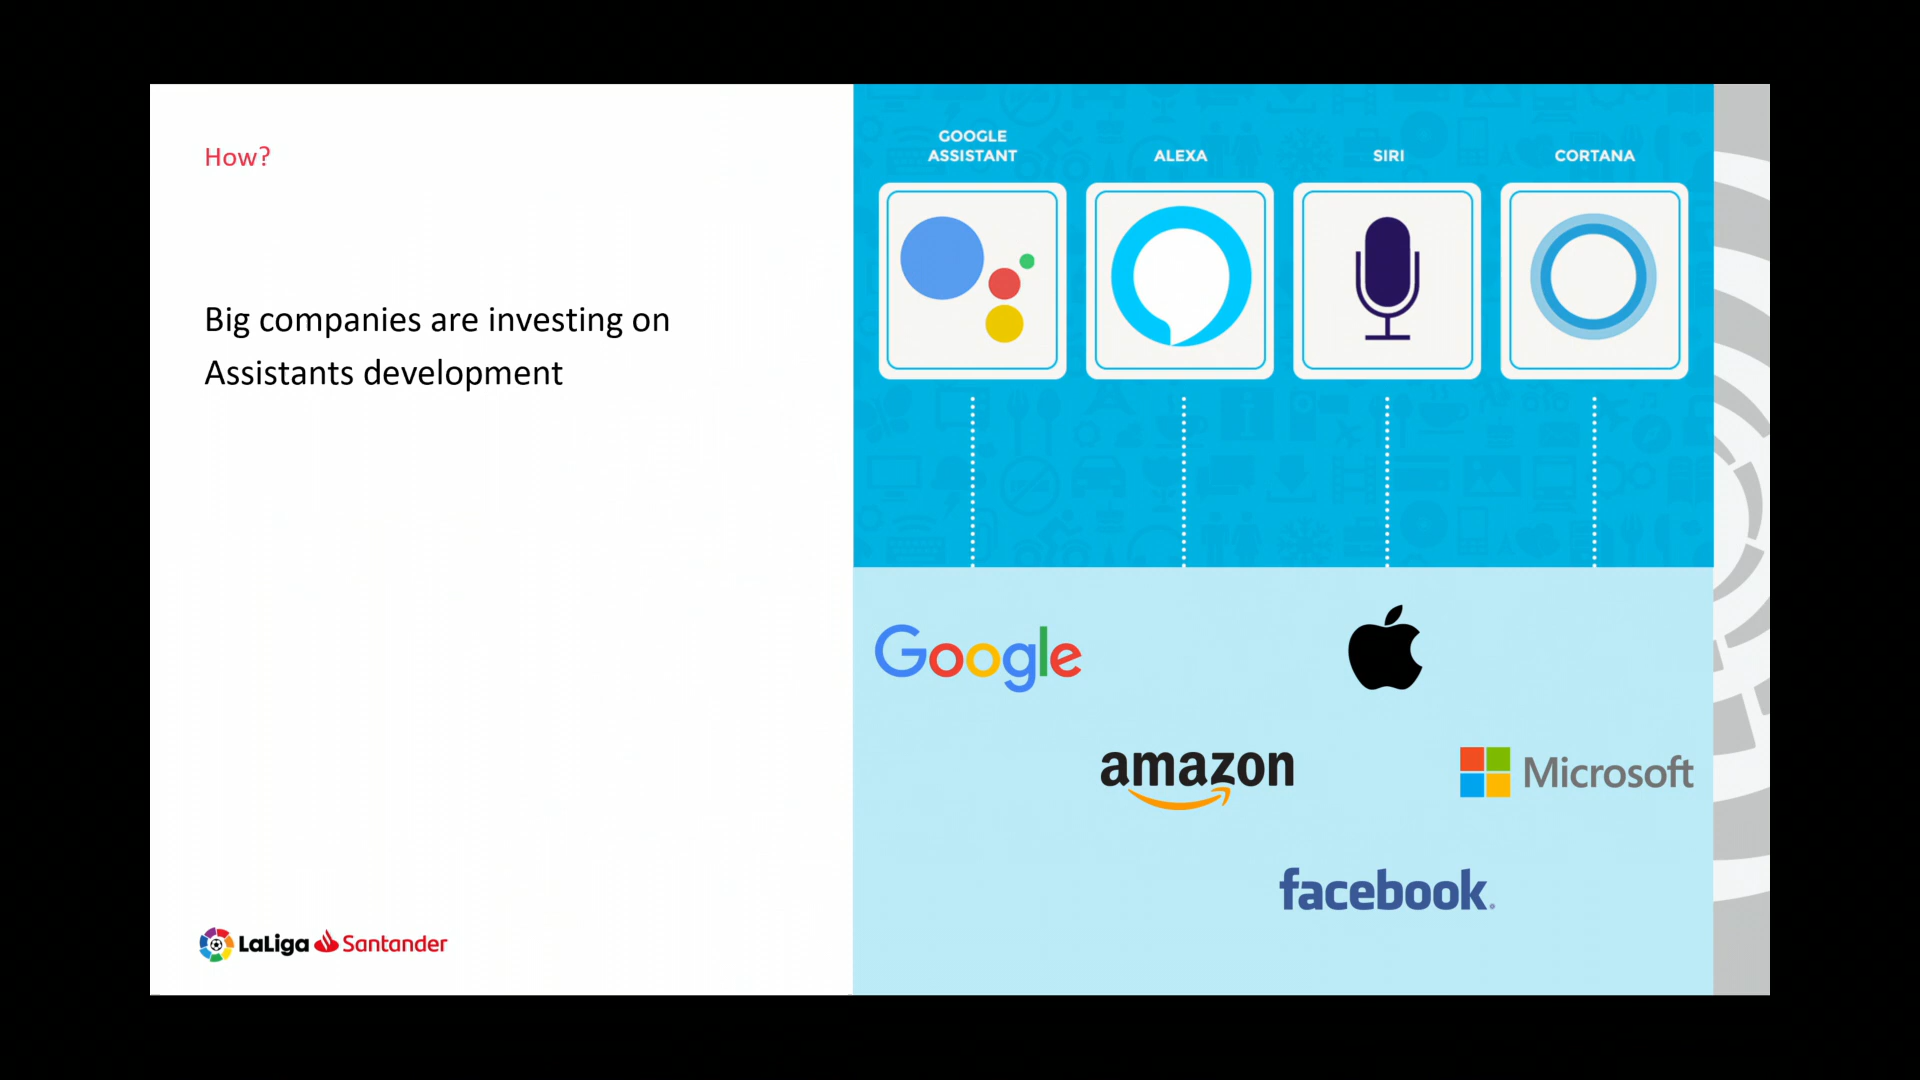 How?
Big companies are investing on
Assistants development
LaLiga Santander
GOOGLE
ASSISTANT
ALEXA
SIRI
CORTANA
Google
amazon
Microsoft
facebook.